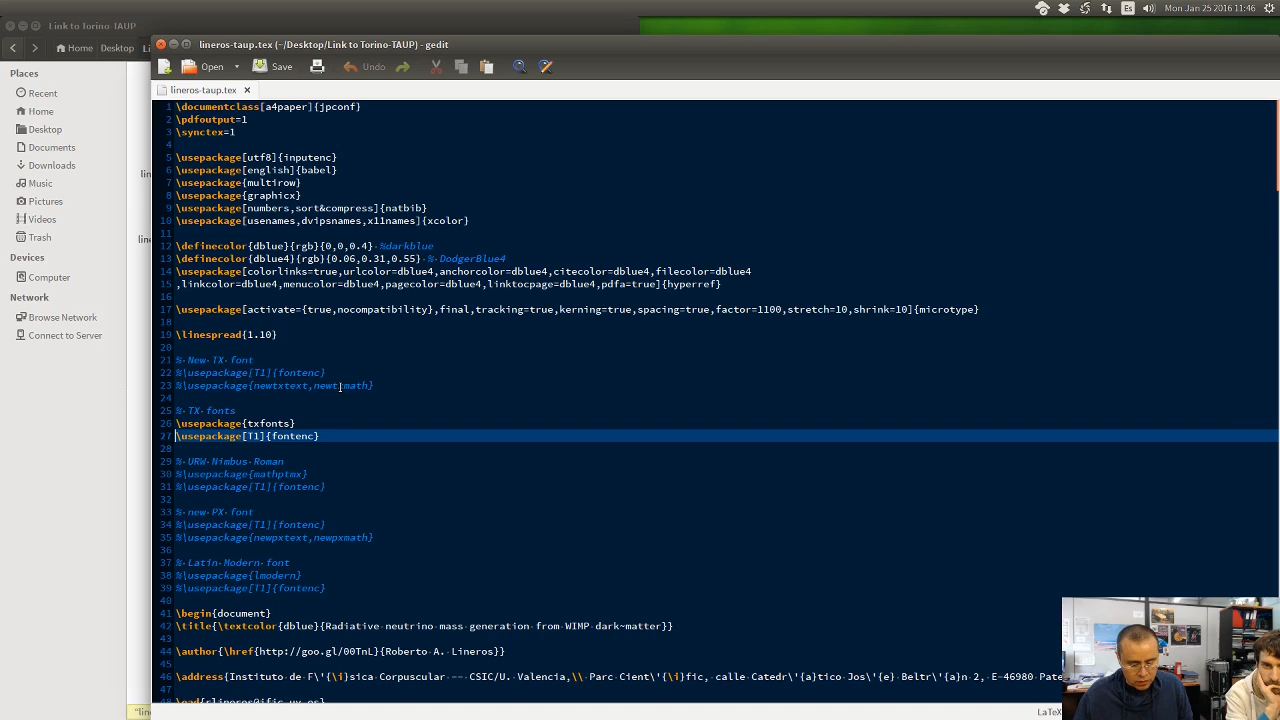 Link to Torino-TAUP
Es
Mon Jan 25 2016 11:46
Home
Desktop
lineros-taup.tex (~/Desktop/Link to Torino-TAUP) - gedit
Open
Save
Undo
lineros-taup.tex
Places
Recent
Home
Desktop
Documents
Downloads
Music
Pictures
Videos
Trash
Devices
Computer
Network
Browse Network
Connect to Server
1 \documentclass[a4paper]{jpconf}
2 \pdfoutput=1
3 \synctex=1
4
5 \usepackage[utf8]{inputenc}
6 \usepackage[english]{babel}
7 \usepackage{multirow}
8 \usepackage{graphicx}
9 \usepackage[numbers,sort&compress]{natbib}
10 \usepackage[usenames,dvipsnames,x11names]{xcolor}
11
12 \definecolor{dblue}{rgb}{0,0,0.4} %darkblue
13 \definecolor{dblue4}{rgb}{0.06,0.31,0.55} % DodgerBlue4
14 \usepackage[colorlinks=true,urlcolor=dblue4,anchorcolor=dblue4,citecolor=dblue4,filecolor=dblue4
15 ,linkcolor=dblue4,menucolor=dblue4,pagecolor=dblue4,linktocpage=dblue4,pdfa=true]{hyperref}
16
17 \usepackage[activate={true,nocompatibility},final,tracking=true,kerning=true,spacing=true,factor=1100,stretch=10,shrink=10]{microtype}
18
19 \linespread{1.10}
20
21 % New TX font
22 %\usepackage[T1]{fontenc}
23 %\usepackage{newtxtext,newtxmath}
24
25 % TX fonts
26 \usepackage{txfonts}
27 \usepackage[T1]{fontenc}
28
29 % URW Nimbus Roman
30 %\usepackage{mathptmx}
31 %\usepackage[T1]{fontenc}
32
33 % new PX font
34 %\usepackage[T1]{fontenc}
35 %\usepackage{newpxtext,newpxmath}
36
37 % Latin Modern font
38 %\usepackage{lmodern}
39 %\usepackage[T1]{fontenc}
40
41 \begin{document}
42 \title{\textcolor{dblue}{Radiative neutrino mass generation from WIMP dark~matter}}
43
44 \author{\href{http://goo.gl/00TnL}{Roberto A. Lineros}}
45
46 \address{Instituto de F\'{\i}sica Corpuscular -- CSIC/U. Valencia,\\ Parc Cient\'{\i}fic, calle Catedr\'{a}tico Jos\'{e} Beltr\'{a}n 2, E-46980 Pate
47
48 \ead{rlineros@ific.uv.es}
LaTeX